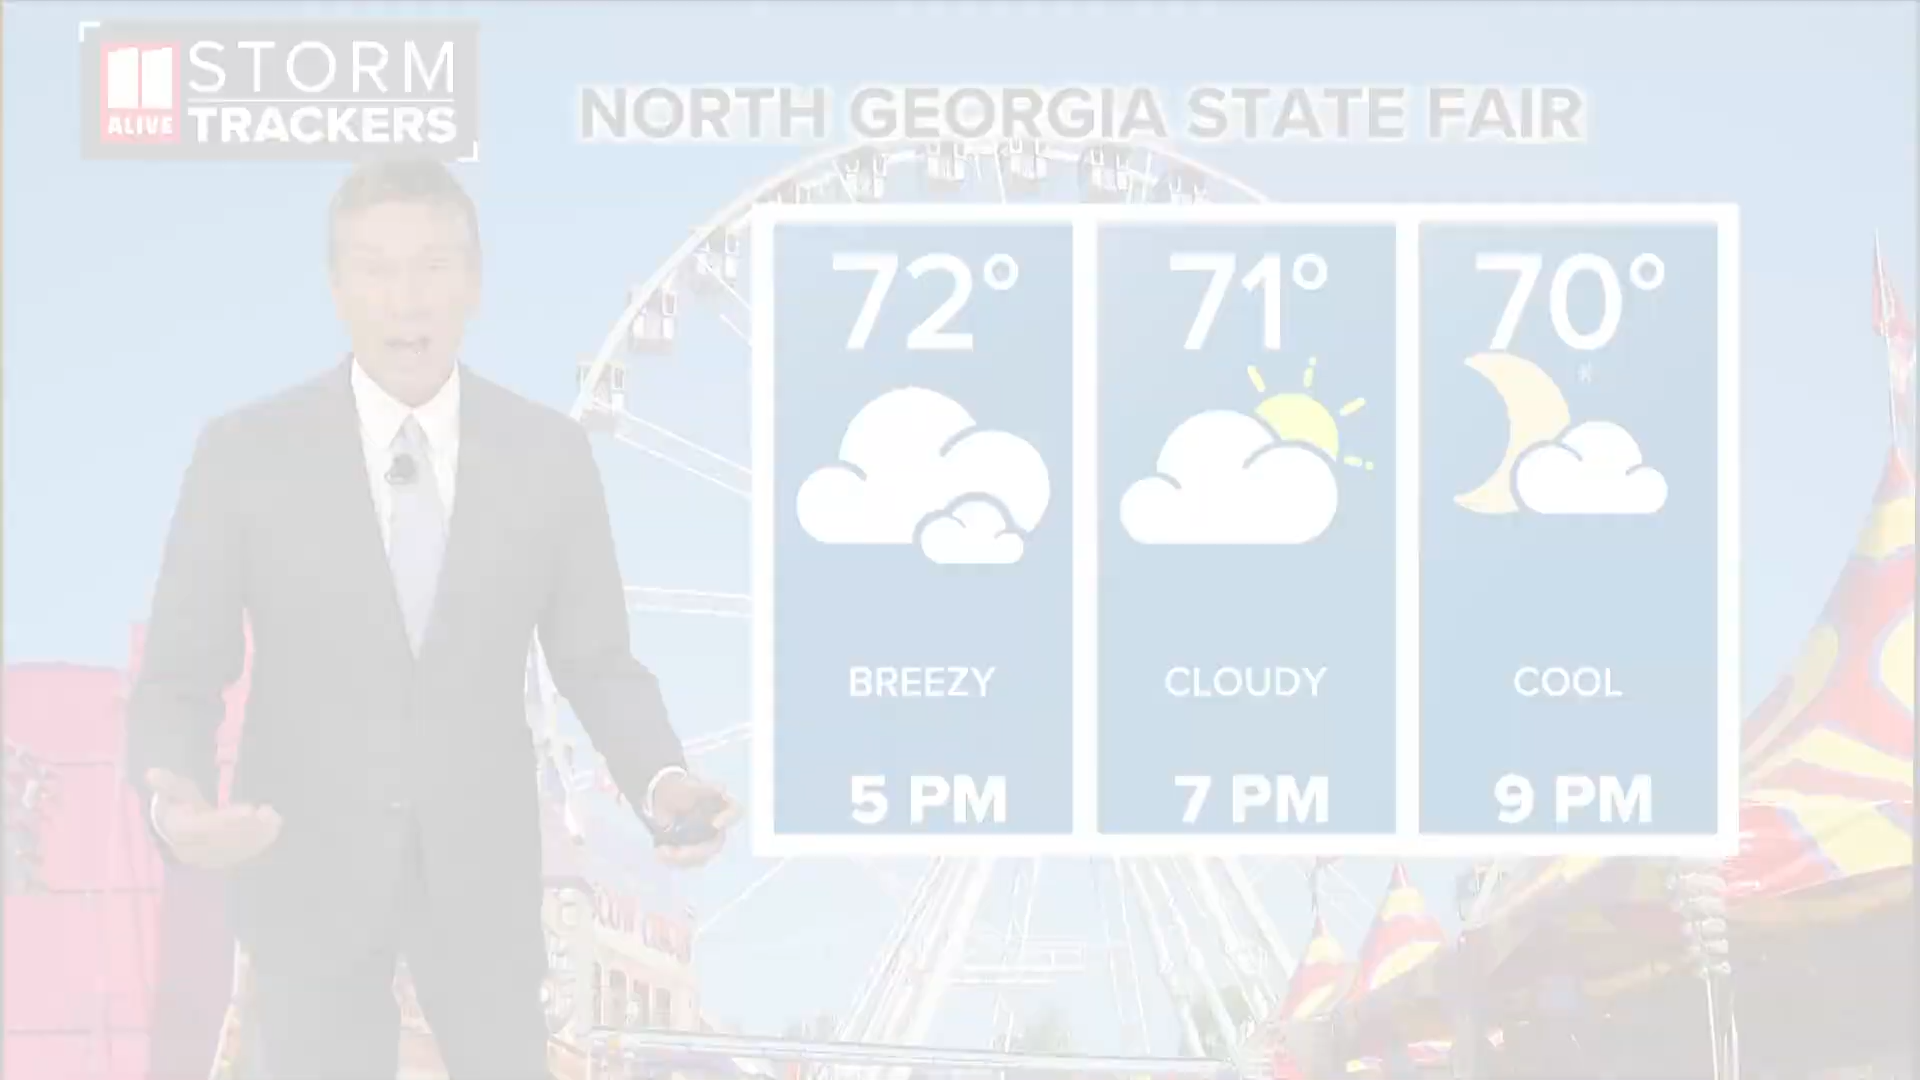 STORM
11
ALIVE
TRACKERS
NORTH GEORGIA STATE FAIR
72°
71°
70°
BREEZY
CLOUDY
COOL
5 PM
7 PM
9 PM